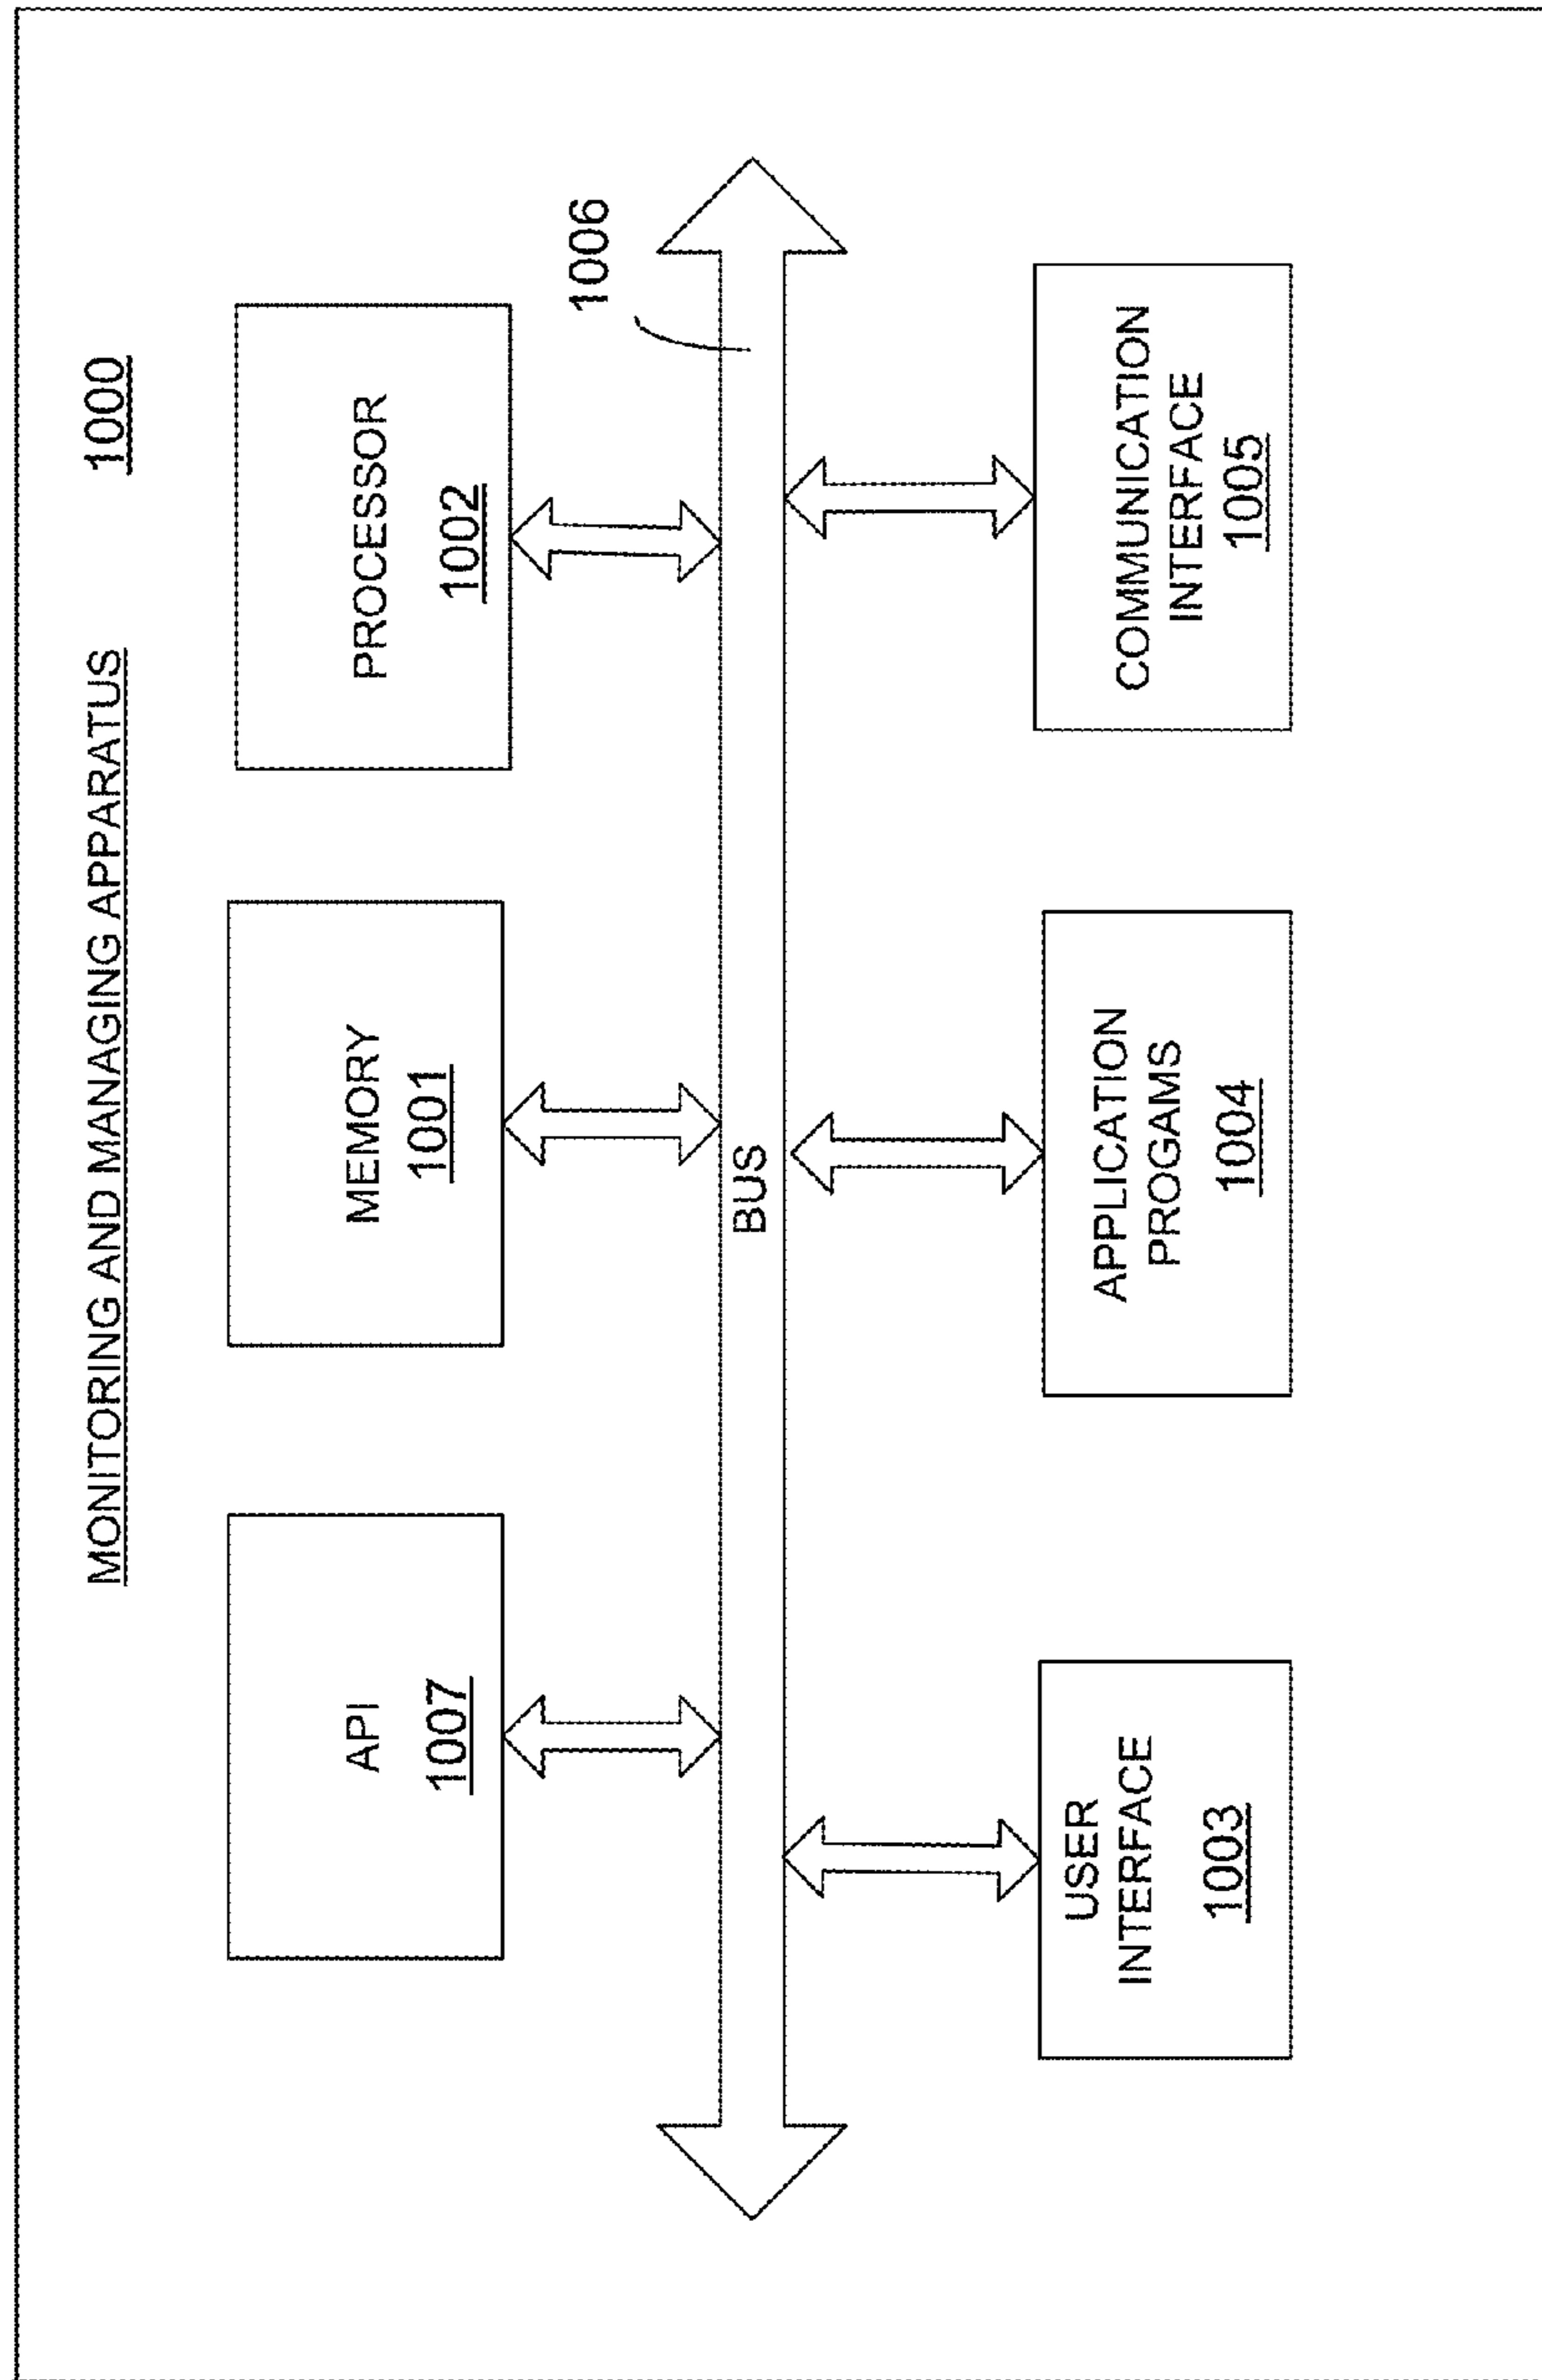 MONITORING AND MANAGING APPARATUS 1000
API
1007
MEMORY
1001
PROCESSOR
1002
1006
BUS
USER
INTERFACE
1003
APPLICATION
PROGAMS
1004
COMMUNICATION
INTERFACE
1005